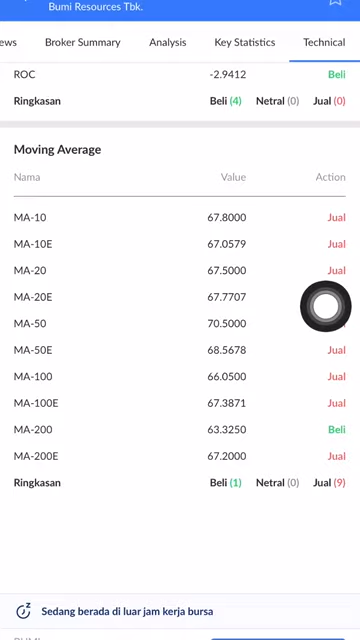 Bumi Resources Tbk.
ews Broker Summary Analysis Key Statistics Technical
ROC -2.9412 Beli
Ringkasan Beli (4) Netral (0) Jual (0)
Moving Average
Nama Value Action
MA-10 67.8000 Jual
MA-10E 67.0579 Jual
MA-20 67.5000 Jual
MA-20E 67.7707
MA-50 70.5000
MA-50E 68.5678 Jual
MA-100 66.0500 Jual
MA-100E 67.3871 Jual
MA-200 63.3250 Beli
MA-200E 67.2000 Jual
Ringkasan Beli (1) Netral (0) Jual (9)
Sedang berada di luar jam kerja bursa